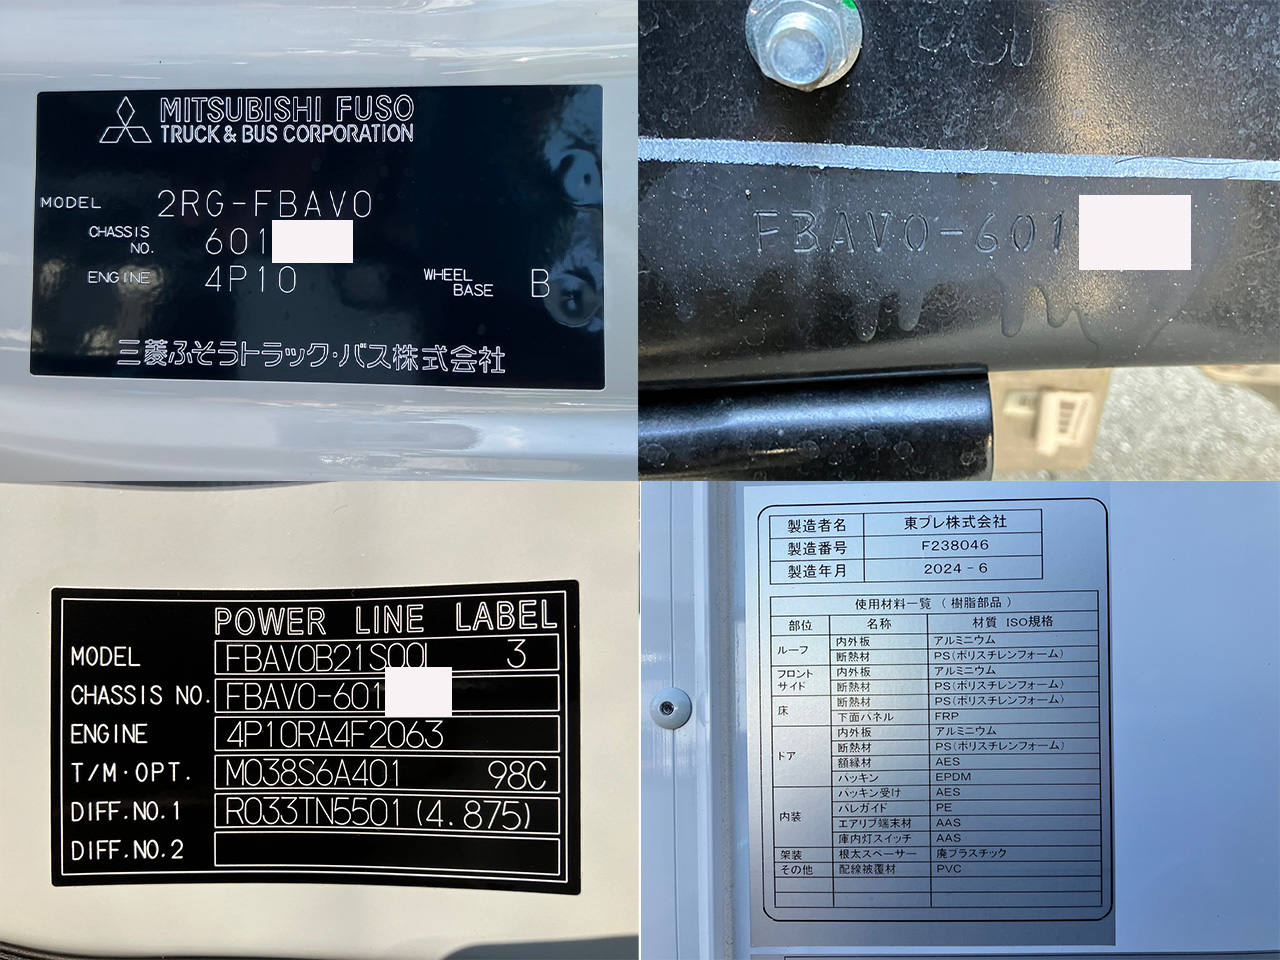 MITSUBISHI FUSO
TRUCK & BUS CORPORATION
MODEL 2RG-FBAV0
CHASSIS NO. 601
ENGINE 4P10 WHEEL BASE B
三菱ふそうトラック・バス株式会社
FBAV0-601
POWER LINE LABEL
MODEL FBAV0B21S00L 3
CHASSIS NO. FBAV0-601
ENGINE 4P10RA4F2063
T/M・OPT. M038S6A401 98C
DIFF.NO.1 R033TN5501 (4.875)
DIFF.NO.2
製造者名 東プレ株式会社
製造番号 F238046
製造年月 2024-6
使用材料一覧 （樹脂部品）
部位 名称 材質 ISO規格
ルーフ 内外板 アルミニウム
断熱材 PS(ポリスチレンフォーム)
フロント サイド 内外板 アルミニウム
断熱材 PS(ポリスチレンフォーム)
床 断熱材 PS(ポリスチレンフォーム)
下面パネル FRP
ドア 内外板 アルミニウム
断熱材 PS(ポリスチレンフォーム)
額縁材 AES
パッキン EPDM
内装 パッキン受け AES
バレガイド PE
エアリブ端末材 AAS
庫内灯スイッチ AAS
架装 根太スペーサー 廃プラスチック
その他 配線被覆材 PVC